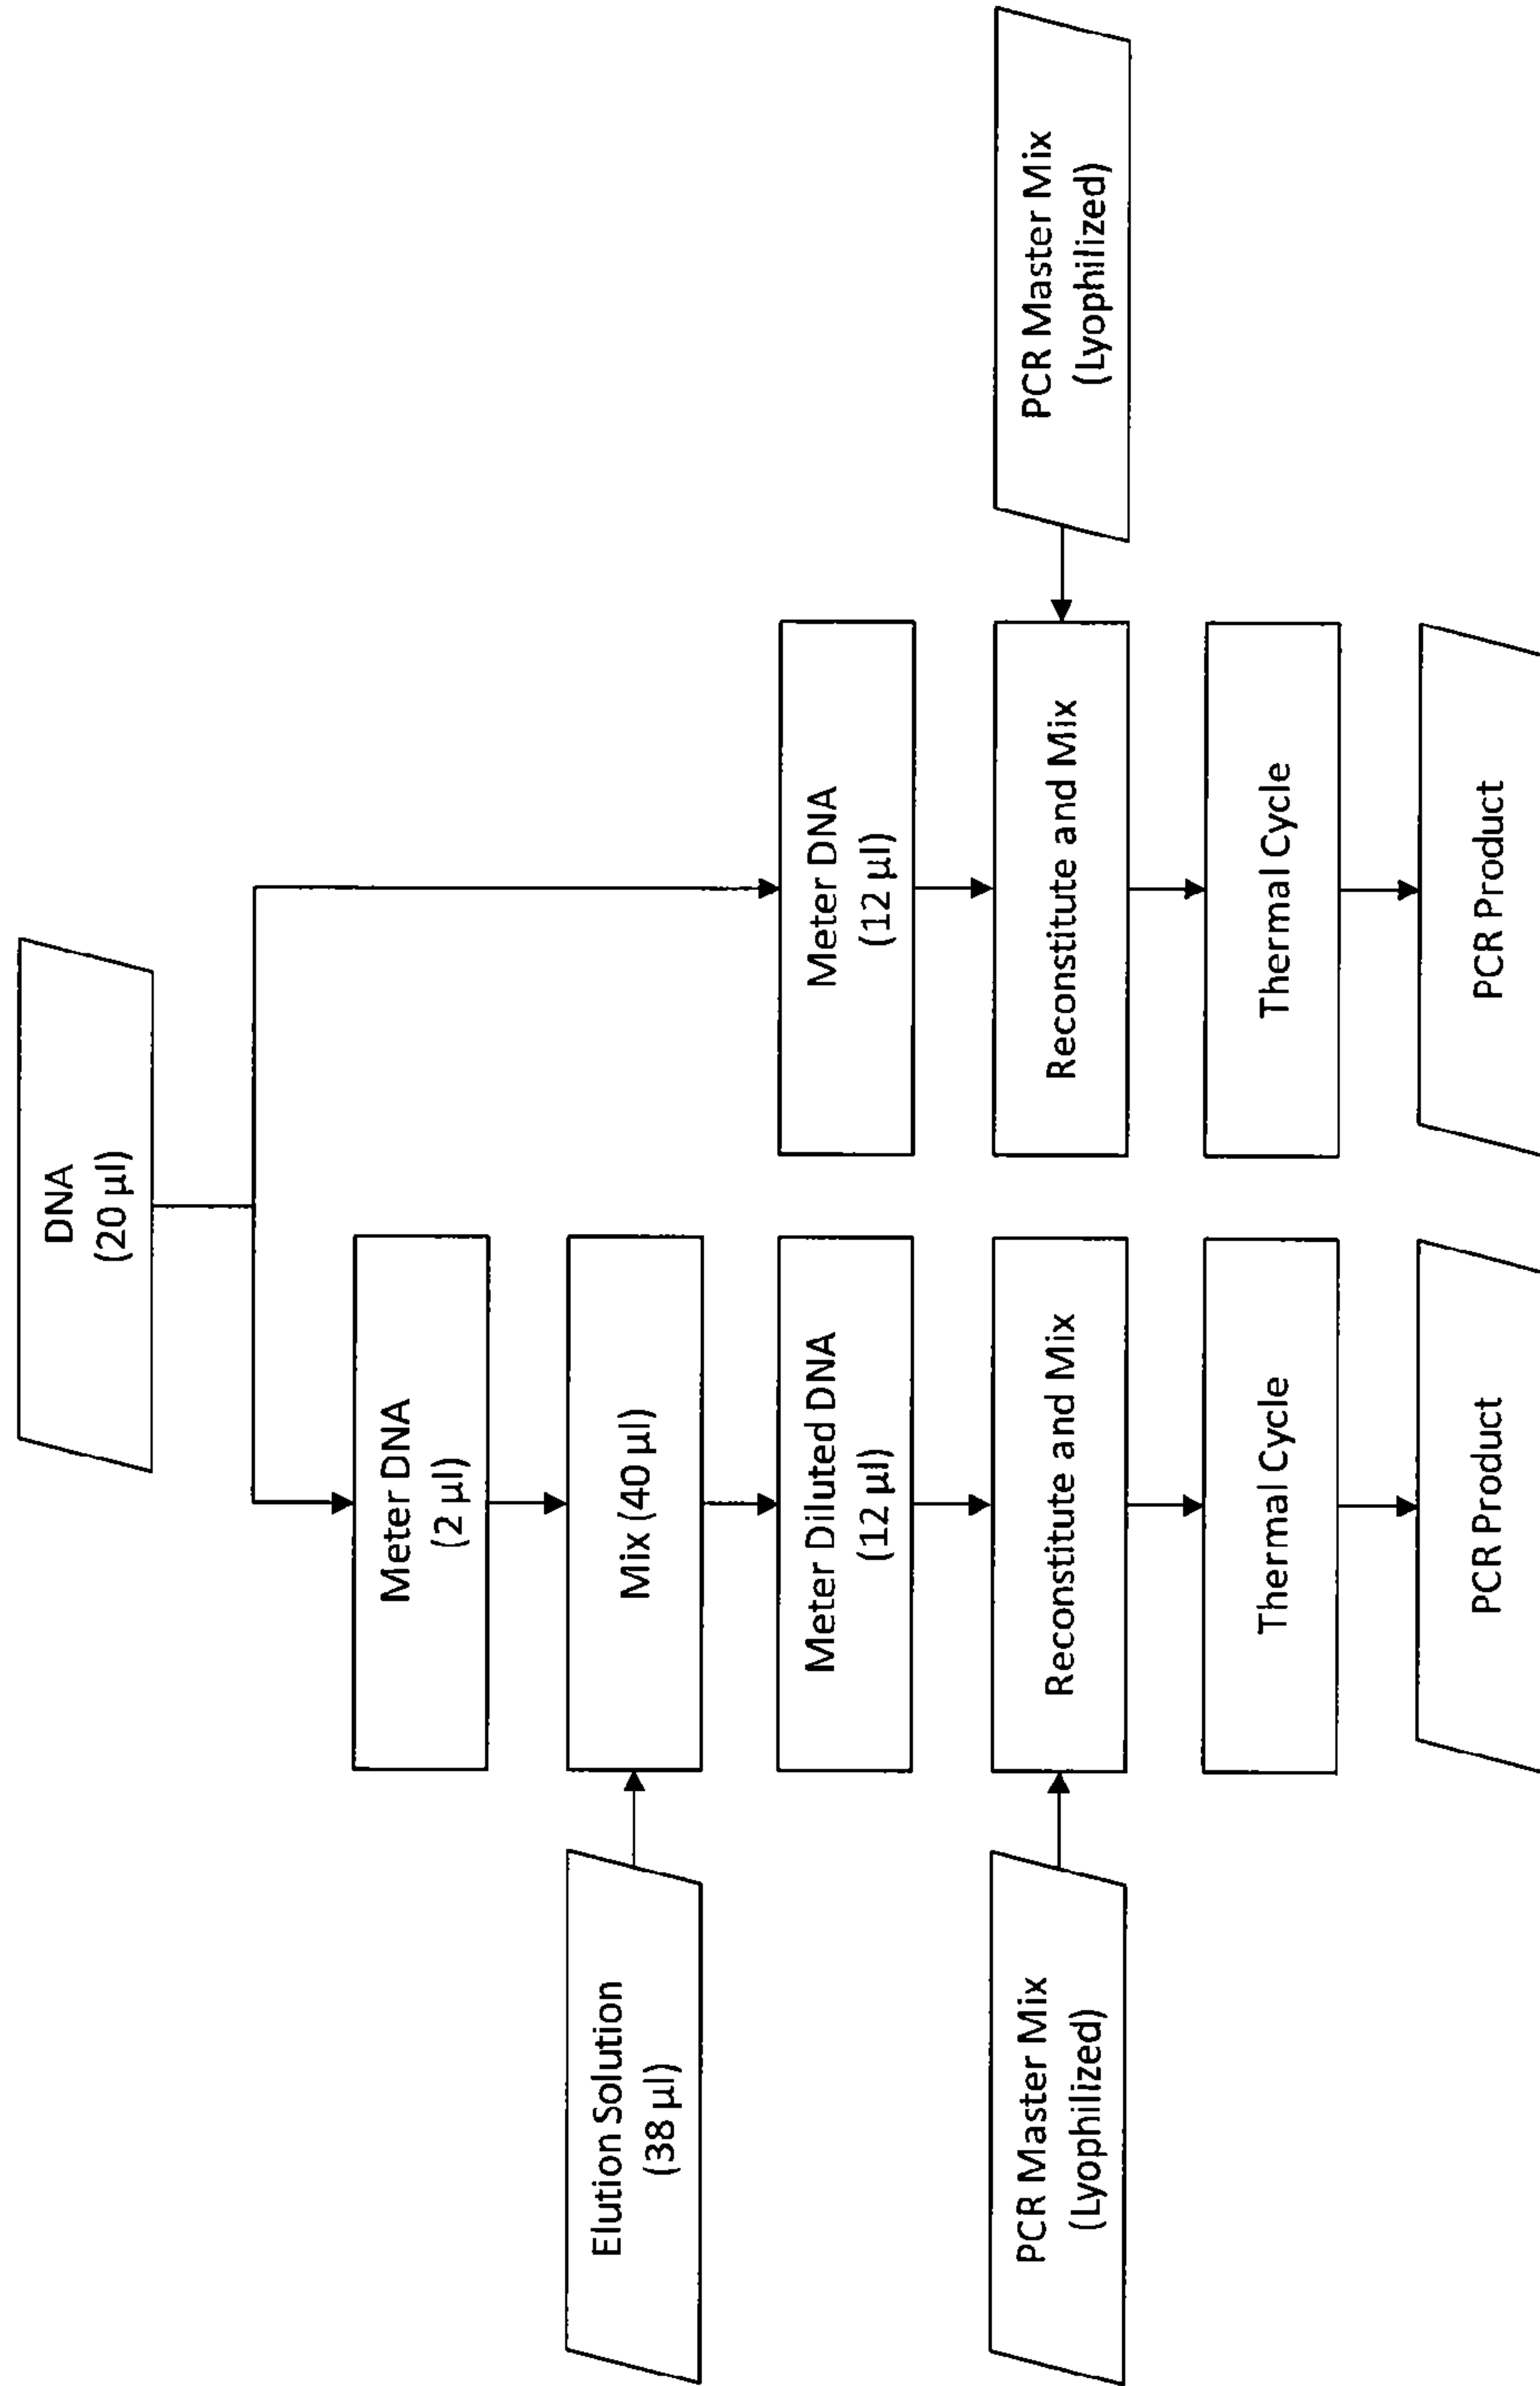 DNA
(20 µl)
Meter DNA
(2 µl)
Elution Solution
(38 µl)
Mix (40 µl)
Meter Diluted DNA
(12 µl)
Meter DNA
(12 µl)
PCR Master Mix
(Lyophilized)
Reconstitute and Mix
Reconstitute and Mix
PCR Master Mix
(Lyophilized)
Thermal Cycle
Thermal Cycle
PCR Product
PCR Product